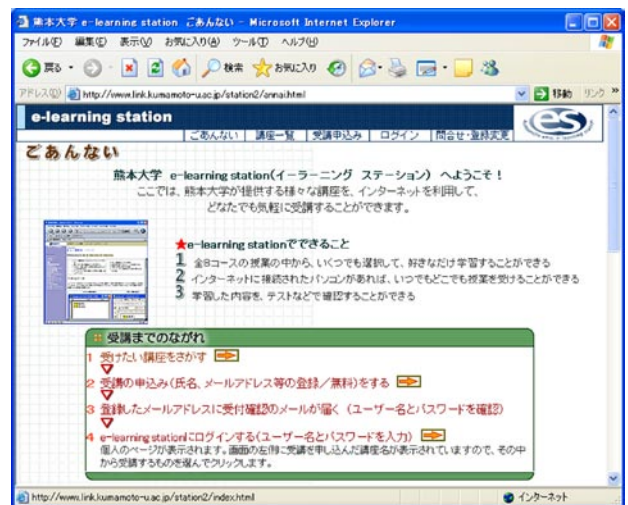 熊本大学 e-learning station ごあんない - Microsoft Internet Explorer
ファイル(F) 編集(E) 表示(V) お気に入り(A) ツール(T) ヘルプ(H)
戻る 検索 お気に入り
アドレス(D) http://www.link.kumamoto-u.ac.jp/station2/annai.html 移動 リンク »
e-learning station
ごあんない | 講座一覧 | 受講申込み | ログイン | 問合せ・登録変更
es
ごあんない
熊本大学 e-learning station(イーラーニング ステーション) へようこそ!
ここでは、熊本大学が提供する様々な講座を、インターネットを利用して、
どなたでも気軽に受講することができます。
★e-learning stationでできること
1 全8コースの授業の中から、いくつでも選択して、好きなだけ学習することができる
2 インターネットに接続されたパソコンがあれば、いつでもどこでも授業を受けることができる
3 学習した内容を、テストなどで確認することができる
受講までのながれ
1 受けたい講座をさがす
2 受講の申込み(氏名、メールアドレス等の登録/無料)をする
3 登録したメールアドレスに受付確認のメールが届く (ユーザー名とパスワードを確認)
4 e-learning stationにログインする(ユーザー名とパスワードを入力)
個人のページが表示されます。画面の左側に受講を申し込んだ講座名が表示されていますので、その中
から受講するものを選んでクリックします。
http://www.link.kumamoto-u.ac.jp/station2/index.html インターネット